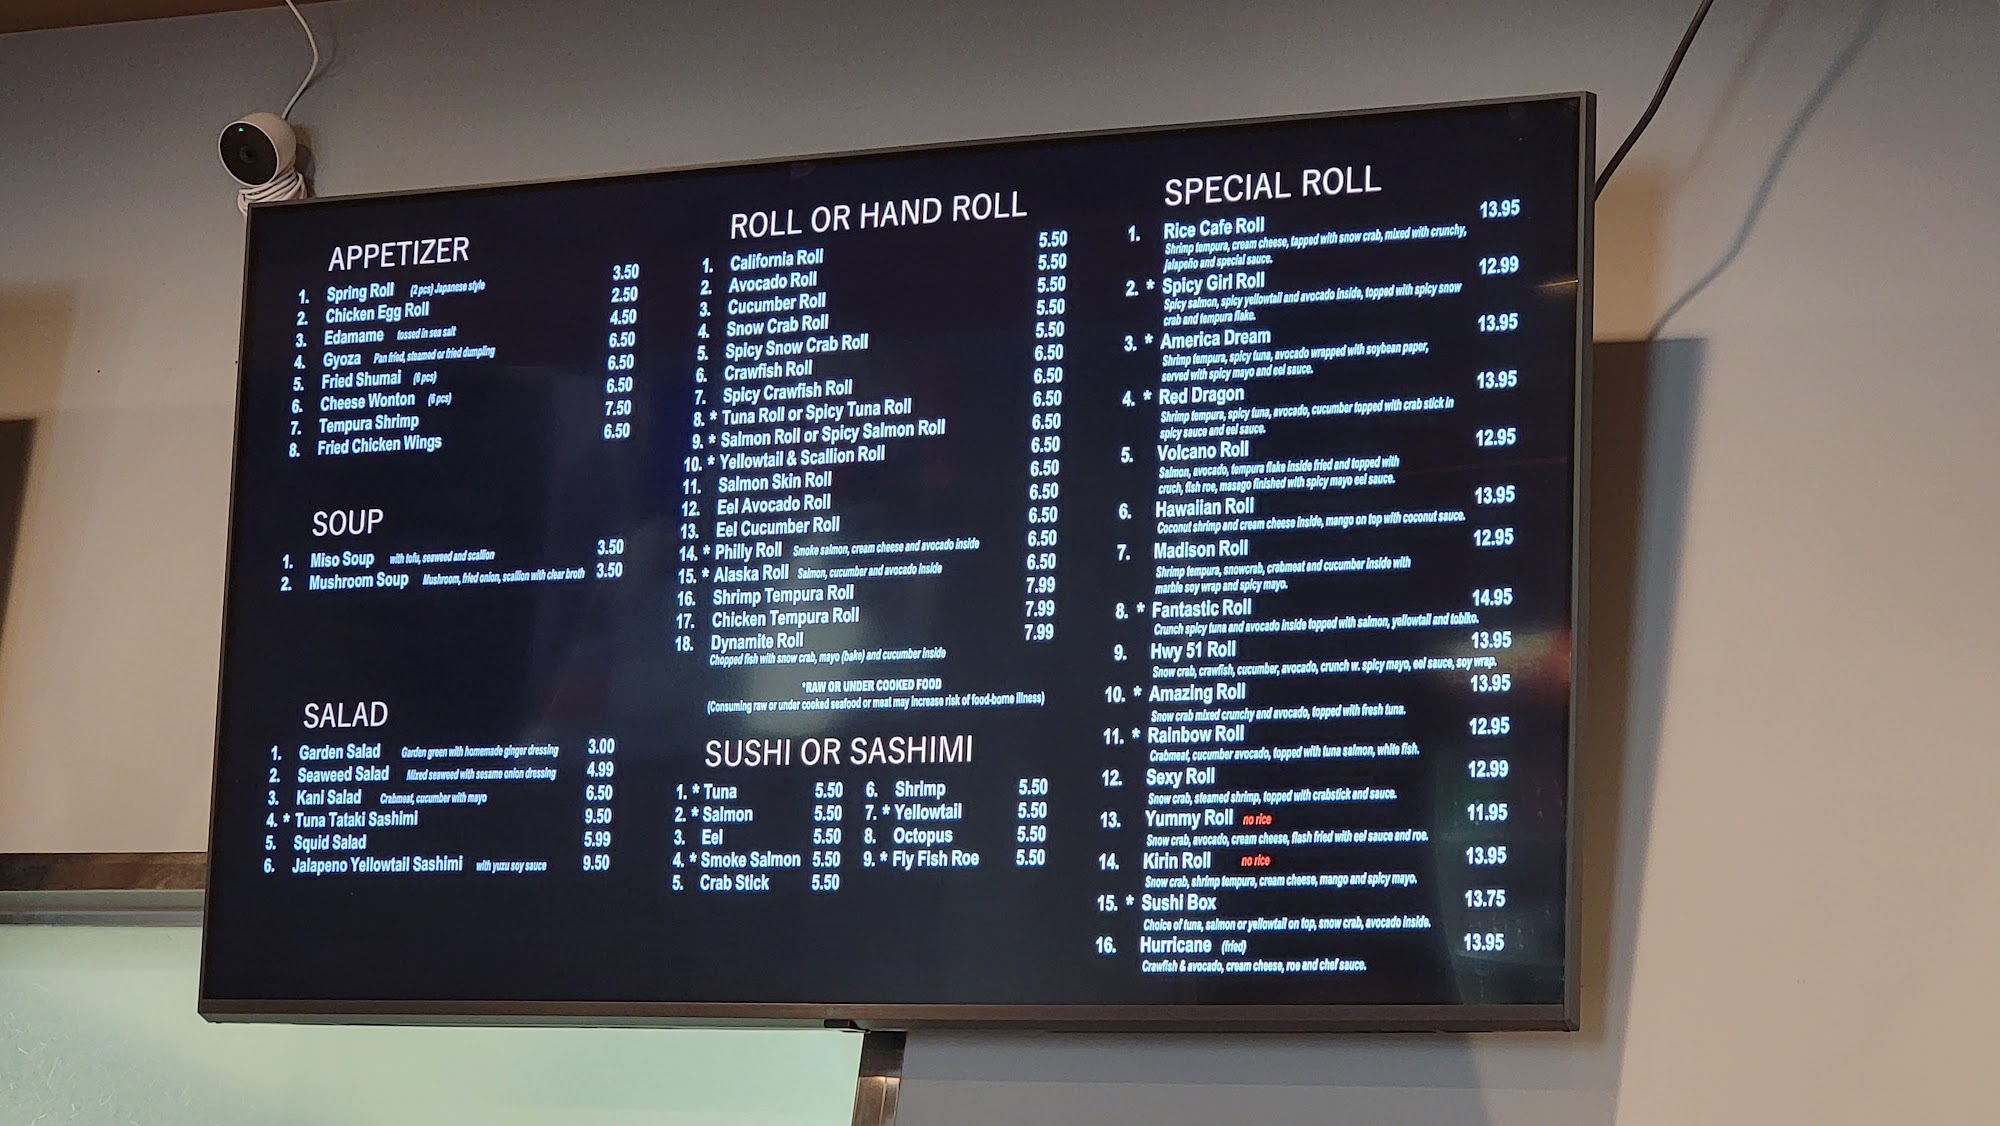 APPETIZER
1. Spring Roll (2 pcs) Japanese style 3.50
2. Chicken Egg Roll 2.50
3. Edamame tossed in sea salt 4.50
4. Gyoza Pan fried, steamed or fried dumpling 6.50
5. Fried Shumai (6 pcs) 6.50
6. Cheese Wonton (6 pcs) 6.50
7. Tempura Shrimp 7.50
8. Fried Chicken Wings 6.50
SOUP
1. Miso Soup with tofu, seaweed and scallion 3.50
2. Mushroom Soup Mushroom, fried onion, scallion with clear broth 3.50
SALAD
1. Garden Salad Garden green with homemade ginger dressing 3.00
2. Seaweed Salad Mixed seaweed with sesame onion dressing 4.99
3. Kani Salad Crabmeat, cucumber with mayo 6.50
4. * Tuna Tataki Sashimi 9.50
5. Squid Salad 5.99
6. Jalapeno Yellowtail Sashimi with yuzu soy sauce 9.50
ROLL OR HAND ROLL
1. California Roll 5.50
2. Avocado Roll 5.50
3. Cucumber Roll 5.50
4. Snow Crab Roll 5.50
5. Spicy Snow Crab Roll 5.50
6. Crawfish Roll 6.50
7. Spicy Crawfish Roll 6.50
8. * Tuna Roll or Spicy Tuna Roll 6.50
9. * Salmon Roll or Spicy Salmon Roll 6.50
10. * Yellowtail & Scallion Roll 6.50
11. Salmon Skin Roll 6.50
12. Eel Avocado Roll 6.50
13. Eel Cucumber Roll 6.50
14. * Philly Roll Smoke salmon, cream cheese and avocado inside 6.50
15. * Alaska Roll Salmon, cucumber and avocado inside 6.50
16. Shrimp Tempura Roll 7.99
17. Chicken Tempura Roll 7.99
18. Dynamite Roll 7.99
Chopped fish with snow crab, mayo (bake) and cucumber inside
*RAW OR UNDER COOKED FOOD
(Consuming raw or under cooked seafood or meat may increase risk of food-borne illness)
SUSHI OR SASHIMI
1. * Tuna 5.50 6. Shrimp 5.50
2. * Salmon 5.50 7. * Yellowtail 5.50
3. Eel 5.50 8. Octopus 5.50
4. * Smoke Salmon 5.50 9. * Fly Fish Roe 5.50
5. Crab Stick 5.50
SPECIAL ROLL
1. Rice Cafe Roll 13.95
Shrimp tempura, cream cheese, tapped with snow crab, mixed with crunchy,
jalapeño and special sauce.
2. * Spicy Girl Roll 12.99
Spicy salmon, spicy yellowtail and avocado inside, topped with spicy snow
crab and tempura flake.
3. * America Dream 13.95
Shrimp tempura, spicy tuna, avocado wrapped with soybean paper,
served with spicy mayo and eel sauce.
4. * Red Dragon 13.95
Shrimp tempura, spicy tuna, avocado, cucumber topped with crab stick in
spicy sauce and eel sauce.
5. Volcano Roll 12.95
Salmon, avocado, tempura flake inside fried and topped with
cruch, fish roe, masago finished with spicy mayo eel sauce.
6. Hawaiian Roll 13.95
Coconut shrimp and cream cheese inside, mango on top with coconut sauce.
7. Madison Roll 12.95
Shrimp tempura, snowcrab, crabmeat and cucumber inside with
marble soy wrap and spicy mayo.
8. * Fantastic Roll 14.95
Crunch spicy tuna and avocado inside topped with salmon, yellowtail and tobiko.
9. Hwy 51 Roll 13.95
Snow crab, crawfish, cucumber, avocado, crunch w. spicy mayo, eel sauce, soy wrap.
10. * Amazing Roll 13.95
Snow crab mixed crunchy and avocado, topped with fresh tuna.
11. * Rainbow Roll 12.95
Crabmeat, cucumber avocado, topped with tuna salmon, white fish.
12. Sexy Roll 12.99
Snow crab, steamed shrimp, topped with crabstick and sauce.
13. Yummy Roll no rice 11.95
Snow crab, avocado, cream cheese, flash fried with eel sauce and roe.
14. Kirin Roll no rice 13.95
Snow crab, shrimp tempura, cream cheese, mango and spicy mayo.
15. * Sushi Box 13.75
Choice of tuna, salmon or yellowtail on top, snow crab, avocado inside.
16. Hurricane (fried) 13.95
Crawfish & avocado, cream cheese, roe and chef sauce.